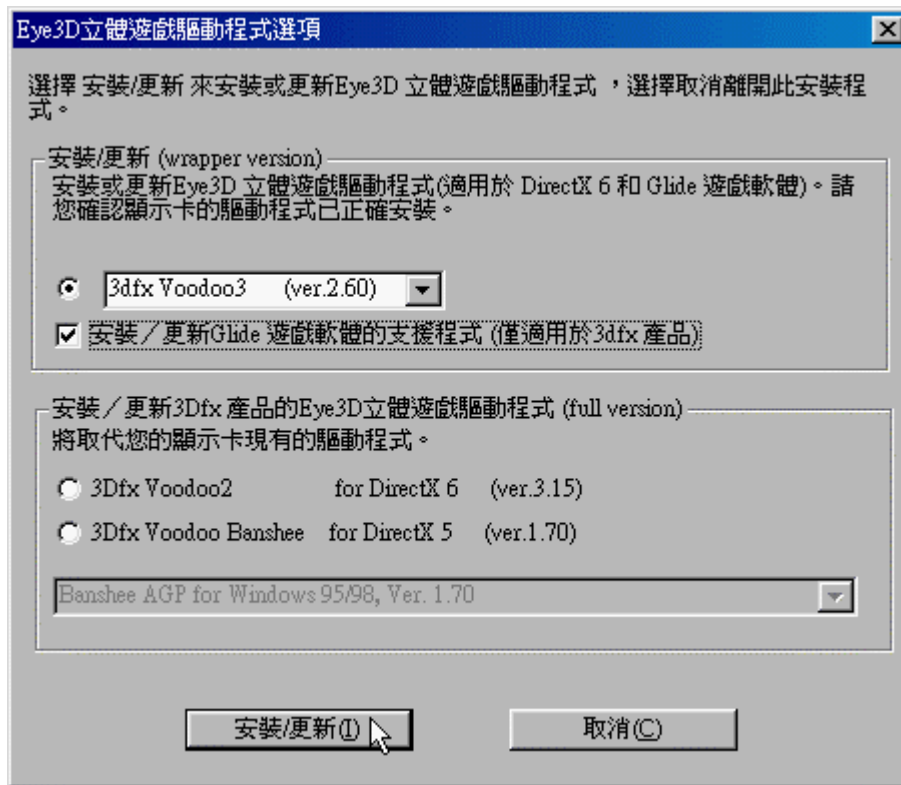 Eye3D立體遊戲驅動程式選項
選擇 安裝/更新 來安裝或更新Eye3D 立體遊戲驅動程式 ，選擇取消離開此安裝程
式。
安裝/更新 (wrapper version)
安裝或更新Eye3D 立體遊戲驅動程式(適用於 DirectX 6 和 Glide 遊戲軟體)。請
您確認顯示卡的驅動程式已正確安裝。
3dfx Voodoo3 (ver.2.60)
安裝／更新Glide 遊戲軟體的支援程式 (僅適用於3dfx 產品)
安裝／更新3Dfx 產品的Eye3D立體遊戲驅動程式 (full version)
將取代您的顯示卡現有的驅動程式。
3Dfx Voodoo2 for DirectX 6 (ver.3.15)
3Dfx Voodoo Banshee for DirectX 5 (ver.1.70)
Banshee AGP for Windows 95/98, Ver. 1.70
安裝/更新(I) 取消(C)